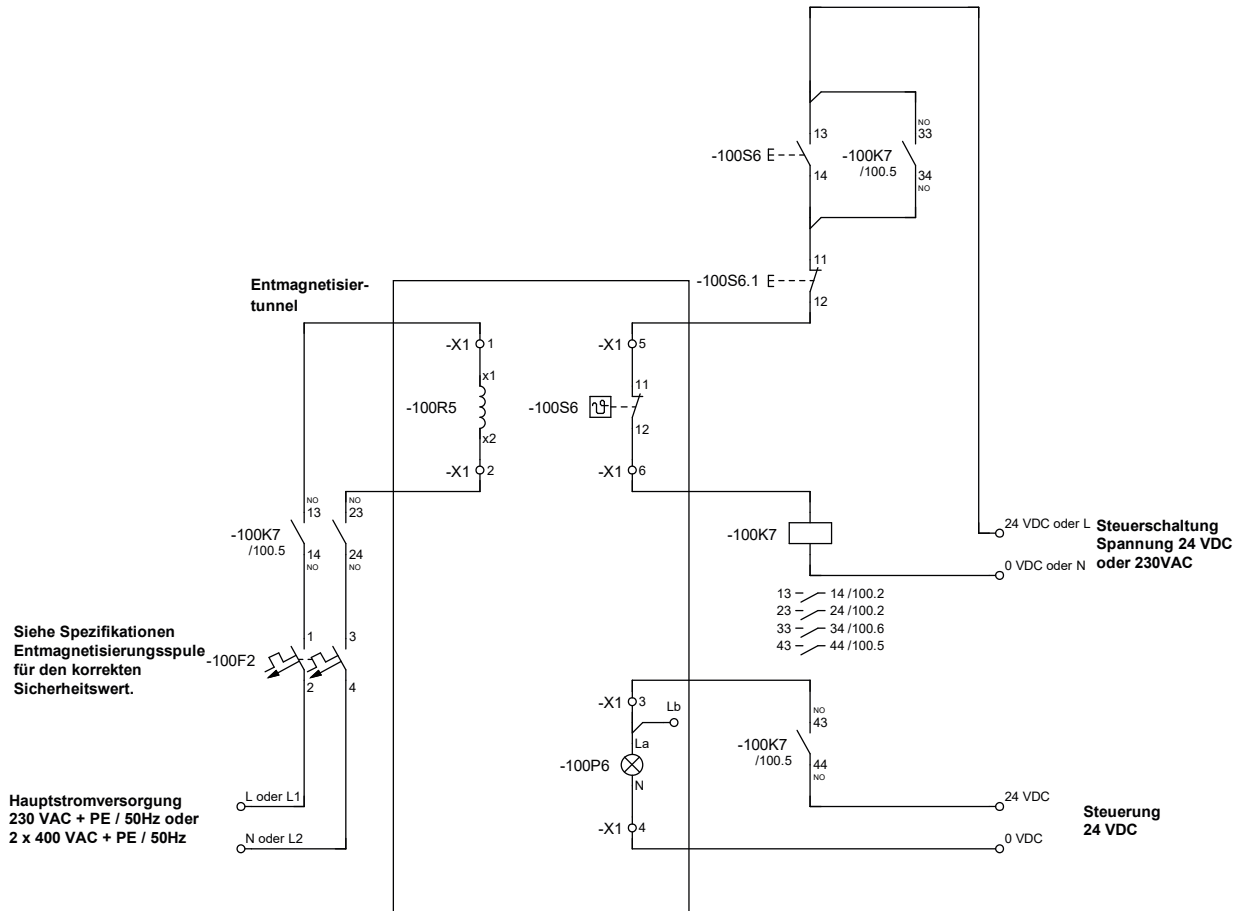 13
-100S6
14
NO
33
-100K7
/100.5
34
NO
11
-100S6.1
12
Entmagnetisier-
tunnel
-X1
1
x1
-100R5
x2
-X1
2
-X1
5
11
-100S6
12
-X1
6
NO
13
-100K7
/100.5
14
NO
NO
23
24
NO
-100K7
24 VDC oder L
0 VDC oder N
Steuerschaltung
Spannung 24 VDC
oder 230VAC
13 14 /100.2
23 24 /100.2
33 34 /100.6
43 44 /100.5
Siehe Spezifikationen
Entmagnetisierungsspule
für den korrekten
Sicherheitswert.
-100F2
1
2
3
4
-X1
3
Lb
La
-100P6
N
-X1
4
NO
43
-100K7
/100.5
44
NO
Hauptstromversorgung
230 VAC + PE / 50Hz oder
2 x 400 VAC + PE / 50Hz
L oder L1
N oder L2
24 VDC
0 VDC
Steuerung
24 VDC